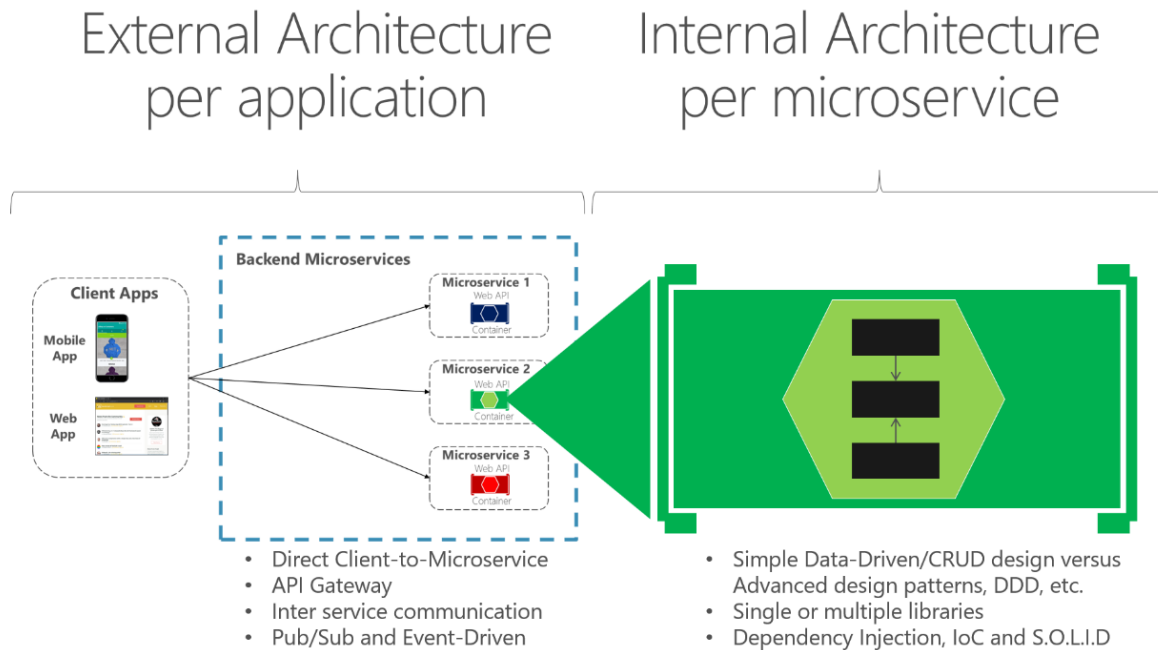 External Architecture
per application
Internal Architecture
per microservice
Backend Microservices
Client Apps
Mobile
App
Web
App
Microservice 1
Web API
Container
Microservice 2
Web API
Container
Microservice 3
Web API
Container
• Direct Client-to-Microservice
• API Gateway
• Inter service communication
• Pub/Sub and Event-Driven
• Simple Data-Driven/CRUD design versus
Advanced design patterns, DDD, etc.
• Single or multiple libraries
• Dependency Injection, IoC and S.O.L.I.D